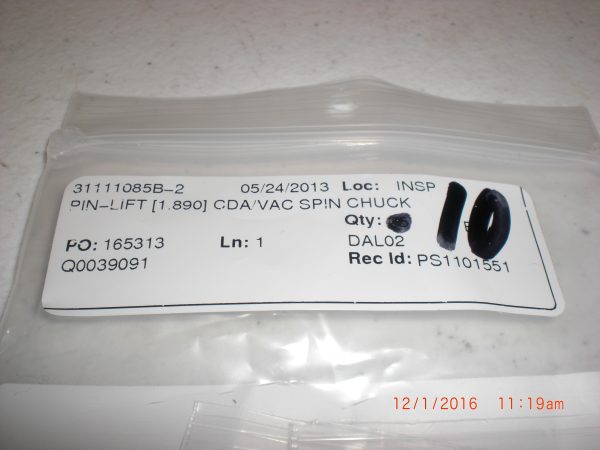 31111085B-2 05/24/2013 Loc: INSP
PIN-LIFT [1.890] CDA/VAC SPIN CHUCK
Qty: 10
PO: 165313 Ln: 1 DAL02
Q0039091 Rec Id: PS1101551
12/1/2016 11:19am